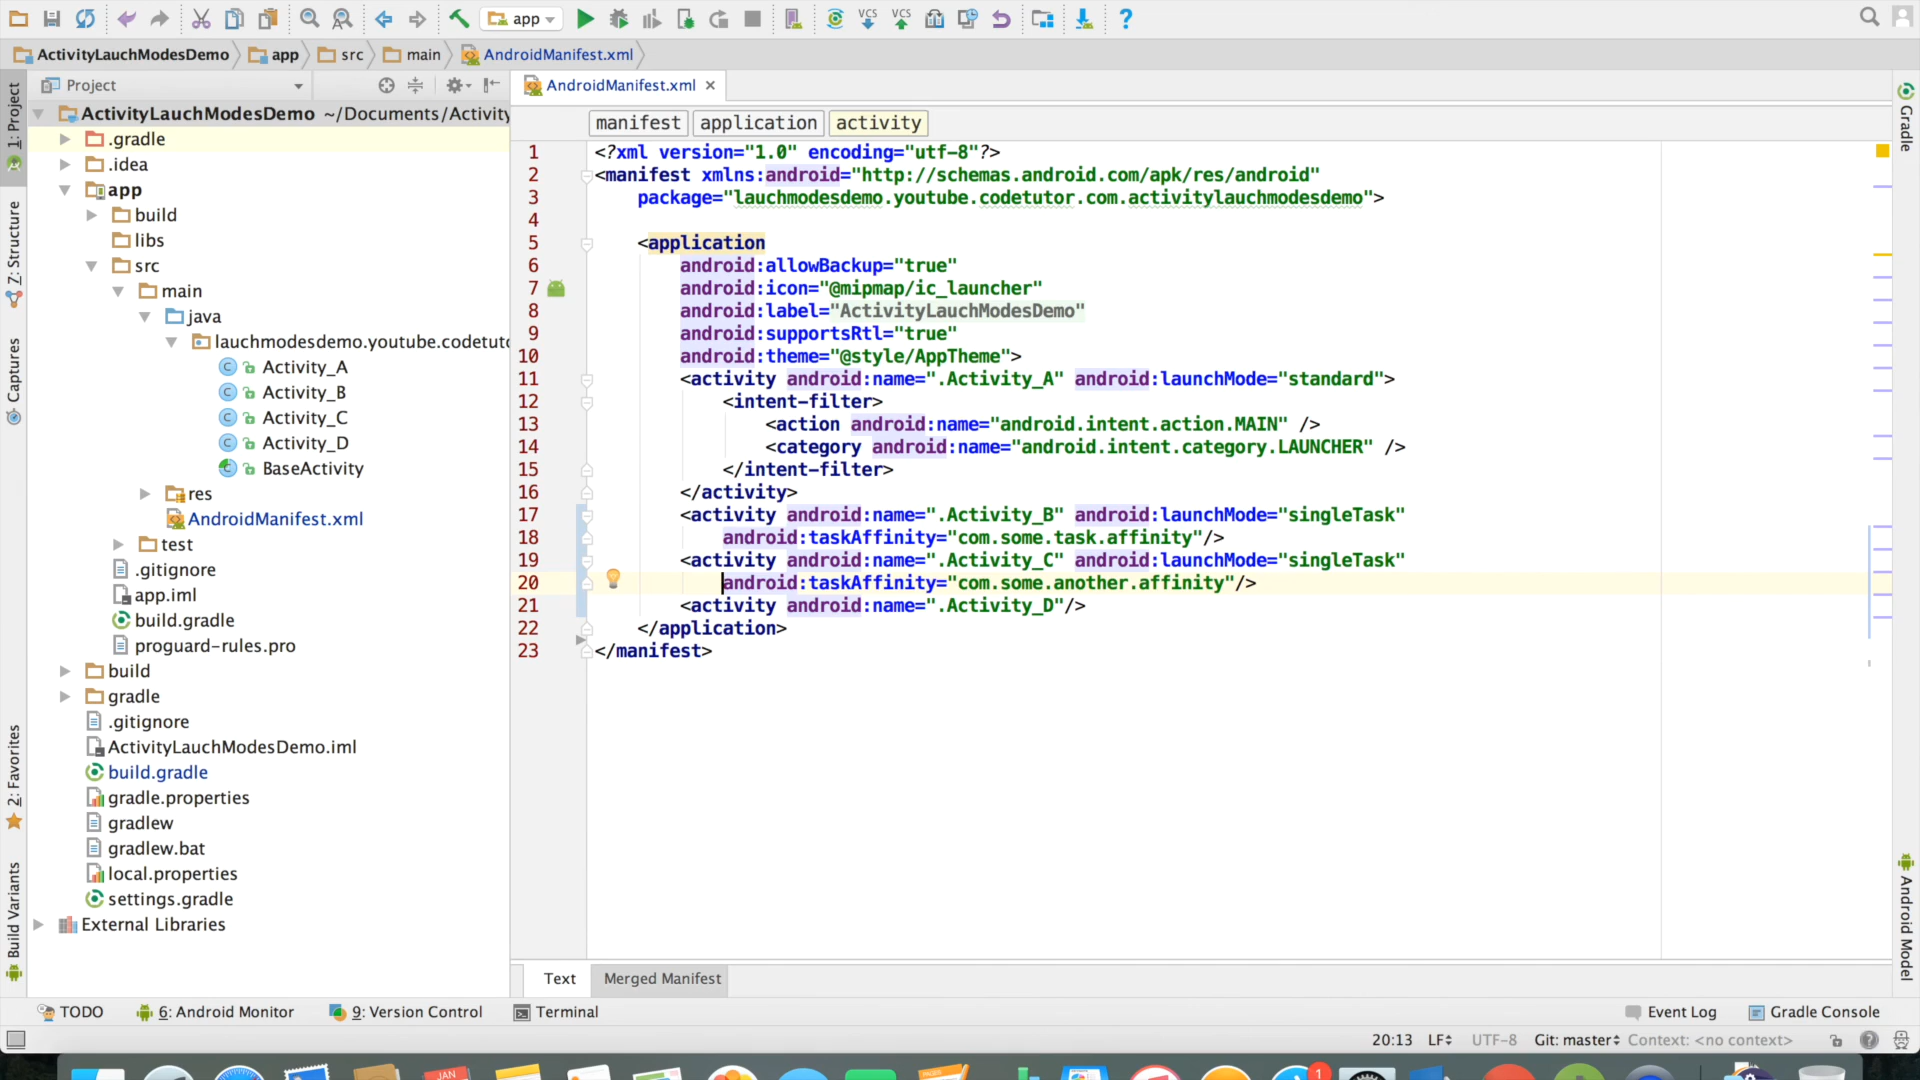 app
VCS
VCS
?
ActivityLauchModesDemo
app
src
main
AndroidManifest.xml
Project
AndroidManifest.xml
1: Project
Z: Structure
Captures
2: Favorites
Build Variants
ActivityLauchModesDemo ~/Documents/Activity
.gradle
.idea
app
build
libs
src
main
java
lauchmodesdemo.youtube.codetuto
Activity_A
Activity_B
Activity_C
Activity_D
BaseActivity
res
AndroidManifest.xml
test
.gitignore
app.iml
build.gradle
proguard-rules.pro
build
gradle
.gitignore
ActivityLauchModesDemo.iml
build.gradle
gradle.properties
gradlew
gradlew.bat
local.properties
settings.gradle
External Libraries
manifest application activity
1 <?xml version="1.0" encoding="utf-8"?>
2 <manifest xmlns:android="http://schemas.android.com/apk/res/android"
3 package="lauchmodesdemo.youtube.codetutor.com.activitylauchmodesdemo">
4
5 <application
6 android:allowBackup="true"
7 android:icon="@mipmap/ic_launcher"
8 android:label="ActivityLauchModesDemo"
9 android:supportsRtl="true"
10 android:theme="@style/AppTheme">
11 <activity android:name=".Activity_A" android:launchMode="standard">
12 <intent-filter>
13 <action android:name="android.intent.action.MAIN" />
14 <category android:name="android.intent.category.LAUNCHER" />
15 </intent-filter>
16 </activity>
17 <activity android:name=".Activity_B" android:launchMode="singleTask"
18 android:taskAffinity="com.some.task.affinity"/>
19 <activity android:name=".Activity_C" android:launchMode="singleTask"
20 android:taskAffinity="com.some.another.affinity"/>
21 <activity android:name=".Activity_D"/>
22 </application>
23 </manifest>
Gradle
Android Model
Text Merged Manifest
TODO 6: Android Monitor 9: Version Control Terminal Event Log Gradle Console
20:13 LF UTF-8 Git: master Context: <no context>
JAN
1